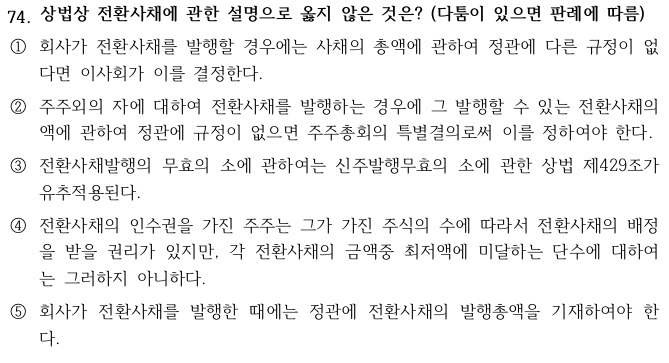 74. 상법상 전환사채에 관한 설명으로 옳지 않은 것은? (다툼이 있으면 판례에 따름)
① 회사가 전환사채를 발행할 경우에는 사채의 총액에 관하여 정관에 다른 규정이 없
다면 이사회가 이를 결정한다.
② 주주외의 자에 대하여 전환사채를 발행하는 경우에 그 발행할 수 있는 전환사채의
액에 관하여 정관에 규정이 없으면 주주총회의 특별결의로써 이를 정하여야 한다.
③ 전환사채발행의 무효의 소에 관하여는 신주발행무효의 소에 관한 상법 제429조가
유추적용된다.
④ 전환사채의 인수권을 가진 주주는 그가 가진 주식의 수에 따라서 전환사채의 배정
을 받을 권리가 있지만, 각 전환사채의 금액중 최저액에 미달하는 단수에 대하여
는 그러하지 아니하다.
⑤ 회사가 전환사채를 발행한 때에는 정관에 전환사채의 발행총액을 기재하여야 한
다.